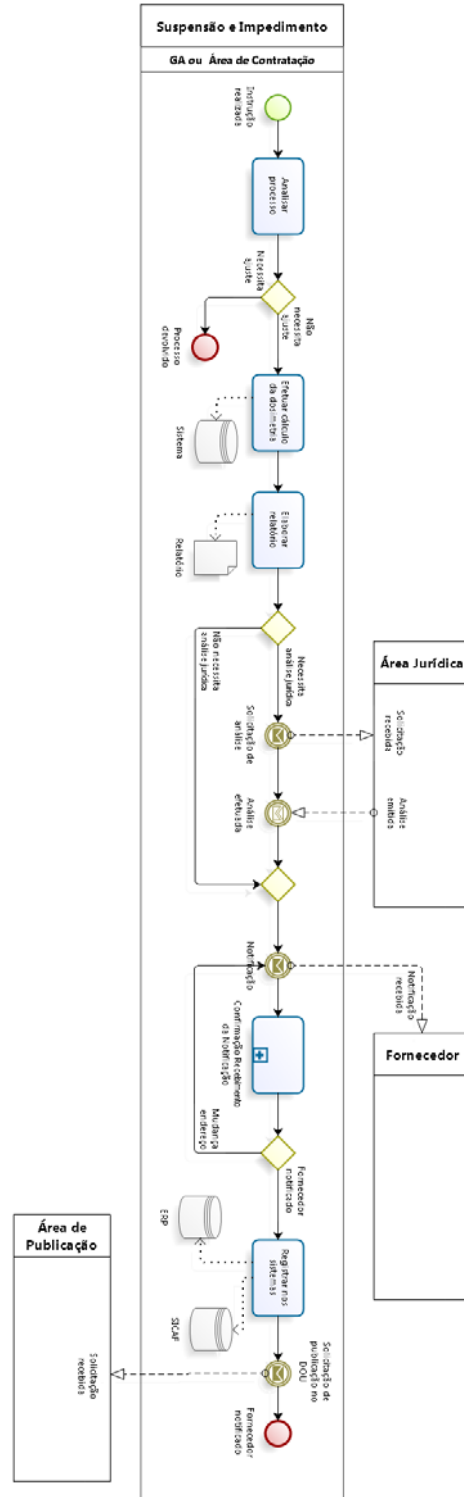 Suspensão e Impedimento
GA ou Área de Contratação
Instrução
realizada
Analisar
processo
Necessita
ajuste
Não
necessita
ajuste
Processo
devolvido
Efetuar cálculo
da dosimetria
Sistema
Elaborar
relatório
Relatório
Necessita
análise jurídica
Não necessita
análise jurídica
Área Jurídica
Solicitação de
análise
Solicitação
recebida
Análise
efetuada
Análise
emitida
Notificação
Notificação
recebida
Fornecedor
Confirmação Recebimento
da Notificação
Mudança
endereço
Fornecedor
notificado
ERP
Registrar nos
sistemas
SICAF
Área de
Publicação
Solicitação
recebida
Solicitação de
publicação no
DOU
Fornecedor
notificado